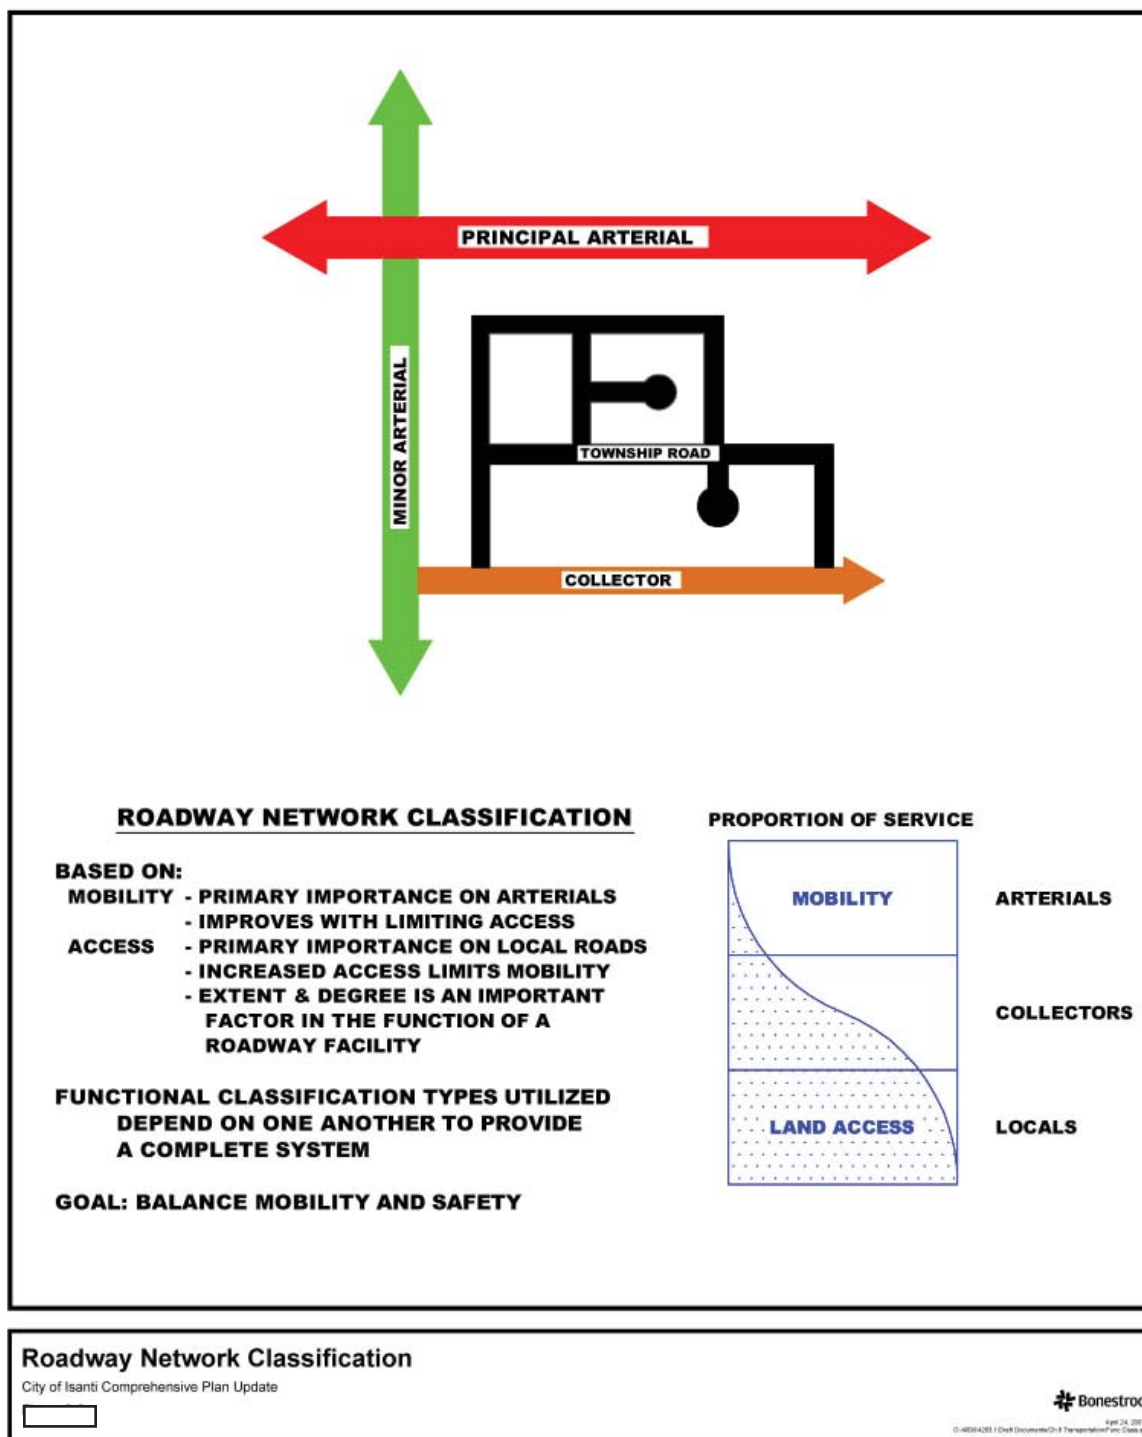 PRINCIPAL ARTERIAL
MINOR ARTERIAL
TOWNSHIP ROAD
COLLECTOR
ROADWAY NETWORK CLASSIFICATION
BASED ON:
MOBILITY - PRIMARY IMPORTANCE ON ARTERIALS
- IMPROVES WITH LIMITING ACCESS
ACCESS - PRIMARY IMPORTANCE ON LOCAL ROADS
- INCREASED ACCESS LIMITS MOBILITY
- EXTENT & DEGREE IS AN IMPORTANT
FACTOR IN THE FUNCTION OF A
ROADWAY FACILITY
FUNCTIONAL CLASSIFICATION TYPES UTILIZED
DEPEND ON ONE ANOTHER TO PROVIDE
A COMPLETE SYSTEM
GOAL: BALANCE MOBILITY AND SAFETY
PROPORTION OF SERVICE
MOBILITY
ARTERIALS
COLLECTORS
LAND ACCESS
LOCALS
Roadway Network Classification
City of Isanti Comprehensive Plan Update
Bonestroo
April 24,